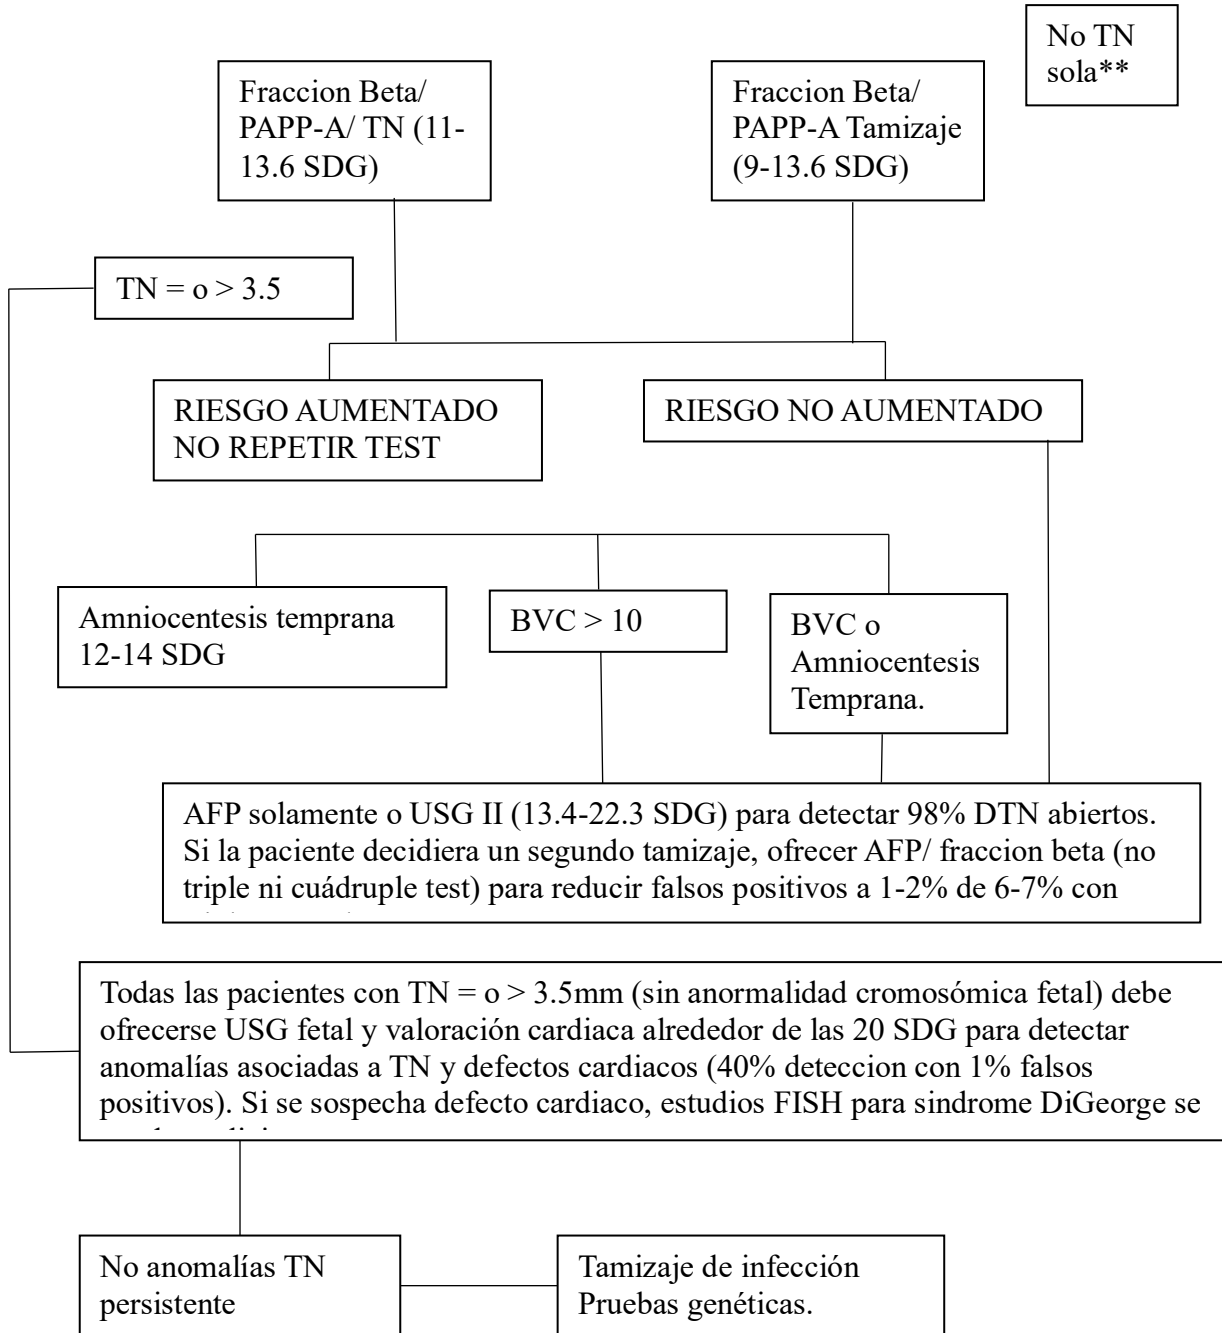 No TN
sola**
Fraccion Beta/
PAPP-A/ TN (11-
13.6 SDG)
Fraccion Beta/
PAPP-A Tamizaje
(9-13.6 SDG)
TN = o > 3.5
RIESGO AUMENTADO
NO REPETIR TEST
RIESGO NO AUMENTADO
Amniocentesis temprana
12-14 SDG
BVC > 10
BVC o
Amniocentesis
Temprana.
AFP solamente o USG II (13.4-22.3 SDG) para detectar 98% DTN abiertos.
Si la paciente decidiera un segundo tamizaje, ofrecer AFP/ fraccion beta (no
triple ni cuádruple test) para reducir falsos positivos a 1-2% de 6-7% con
Todas las pacientes con TN = o > 3.5mm (sin anormalidad cromosómica fetal) debe
ofrecerse USG fetal y valoración cardiaca alrededor de las 20 SDG para detectar
anomalías asociadas a TN y defectos cardiacos (40% deteccion con 1% falsos
positivos). Si se sospecha defecto cardiaco, estudios FISH para sindrome DiGeorge se
No anomalías TN
persistente
Tamizaje de infección
Pruebas genéticas.